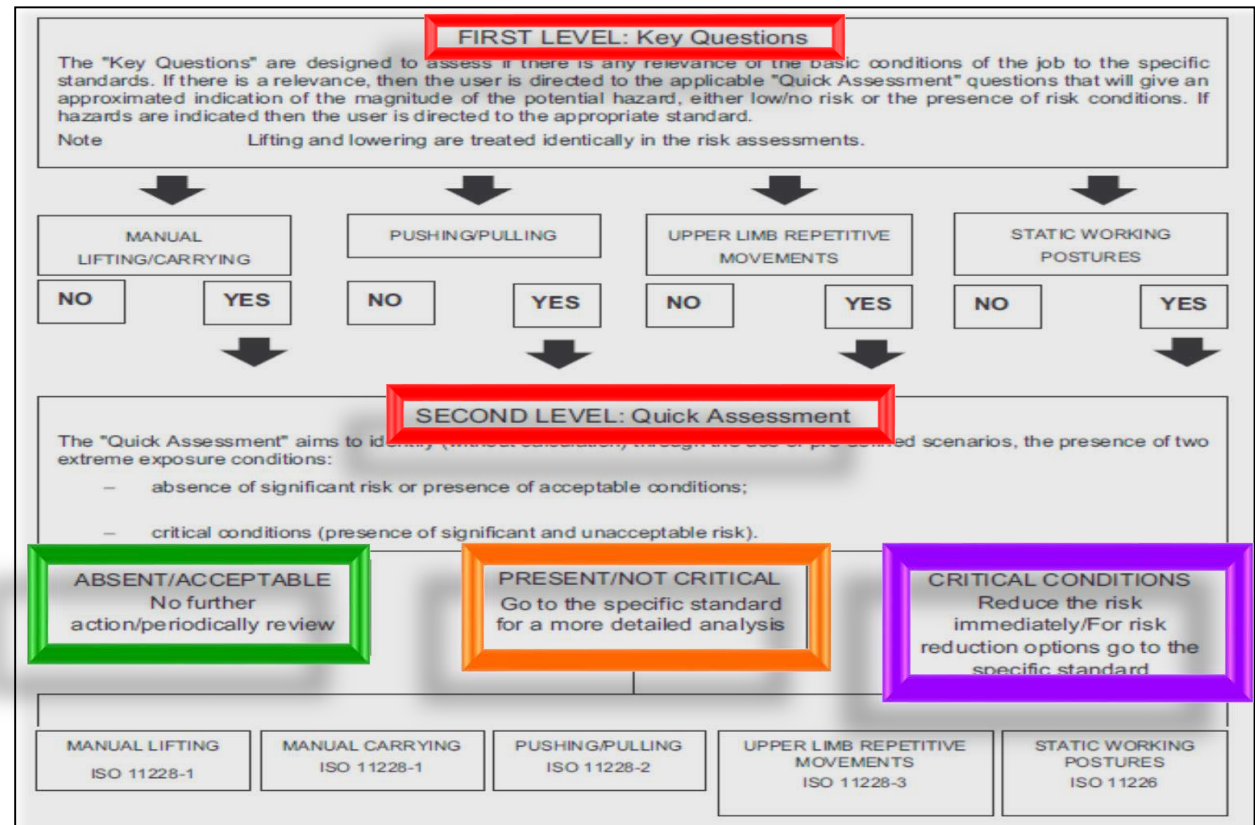 FIRST LEVEL: Key Questions
The "Key Questions" are designed to assess if there is any relevance of the basic conditions of the job to the specific
standards. If there is a relevance, then the user is directed to the applicable "Quick Assessment" questions that will give an
approximated indication of the magnitude of the potential hazard, either low/no risk or the presence of risk conditions. If
hazards are indicated then the user is directed to the appropriate standard.
Note Lifting and lowering are treated identically in the risk assessments.
MANUAL
LIFTING/CARRYING
PUSHING/PULLING
UPPER LIMB REPETITIVE
MOVEMENTS
STATIC WORKING
POSTURES
NO YES NO YES NO YES NO YES
SECOND LEVEL: Quick Assessment
The "Quick Assessment" aims to identify (without calculation) through the use of pre-defined scenarios, the presence of two
extreme exposure conditions:
– absence of significant risk or presence of acceptable conditions;
– critical conditions (presence of significant and unacceptable risk).
ABSENT/ACCEPTABLE
No further
action/periodically review
PRESENT/NOT CRITICAL
Go to the specific standard
for a more detailed analysis
CRITICAL CONDITIONS
Reduce the risk
immediately/For risk
reduction options go to the
specific standard
MANUAL LIFTING
ISO 11228-1
MANUAL CARRYING
ISO 11228-1
PUSHING/PULLING
ISO 11228-2
UPPER LIMB REPETITIVE
MOVEMENTS
ISO 11228-3
STATIC WORKING
POSTURES
ISO 11226